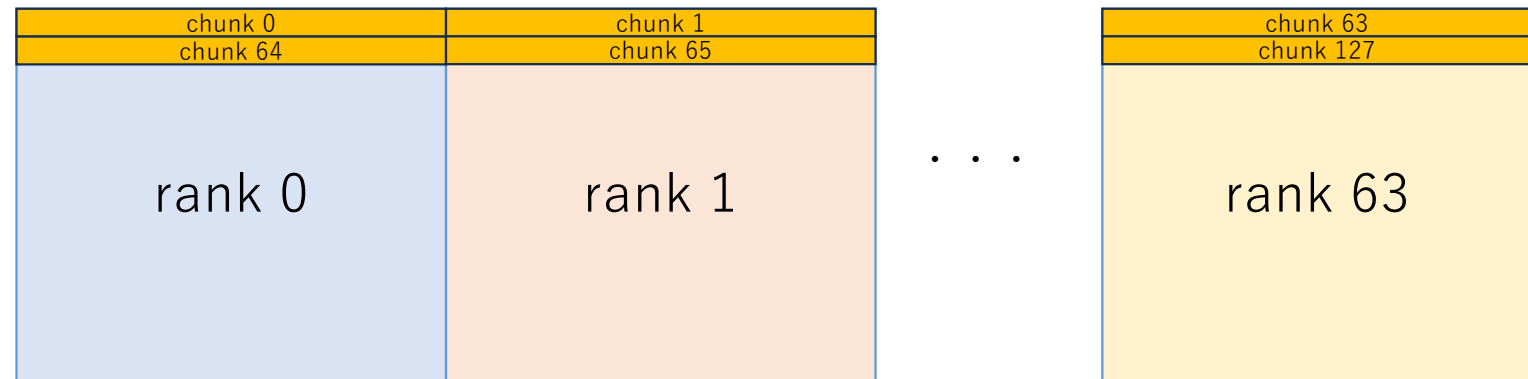 chunk 0 chunk 1 chunk 63
chunk 64 chunk 65 chunk 127
. . .
rank 0 rank 1 rank 63